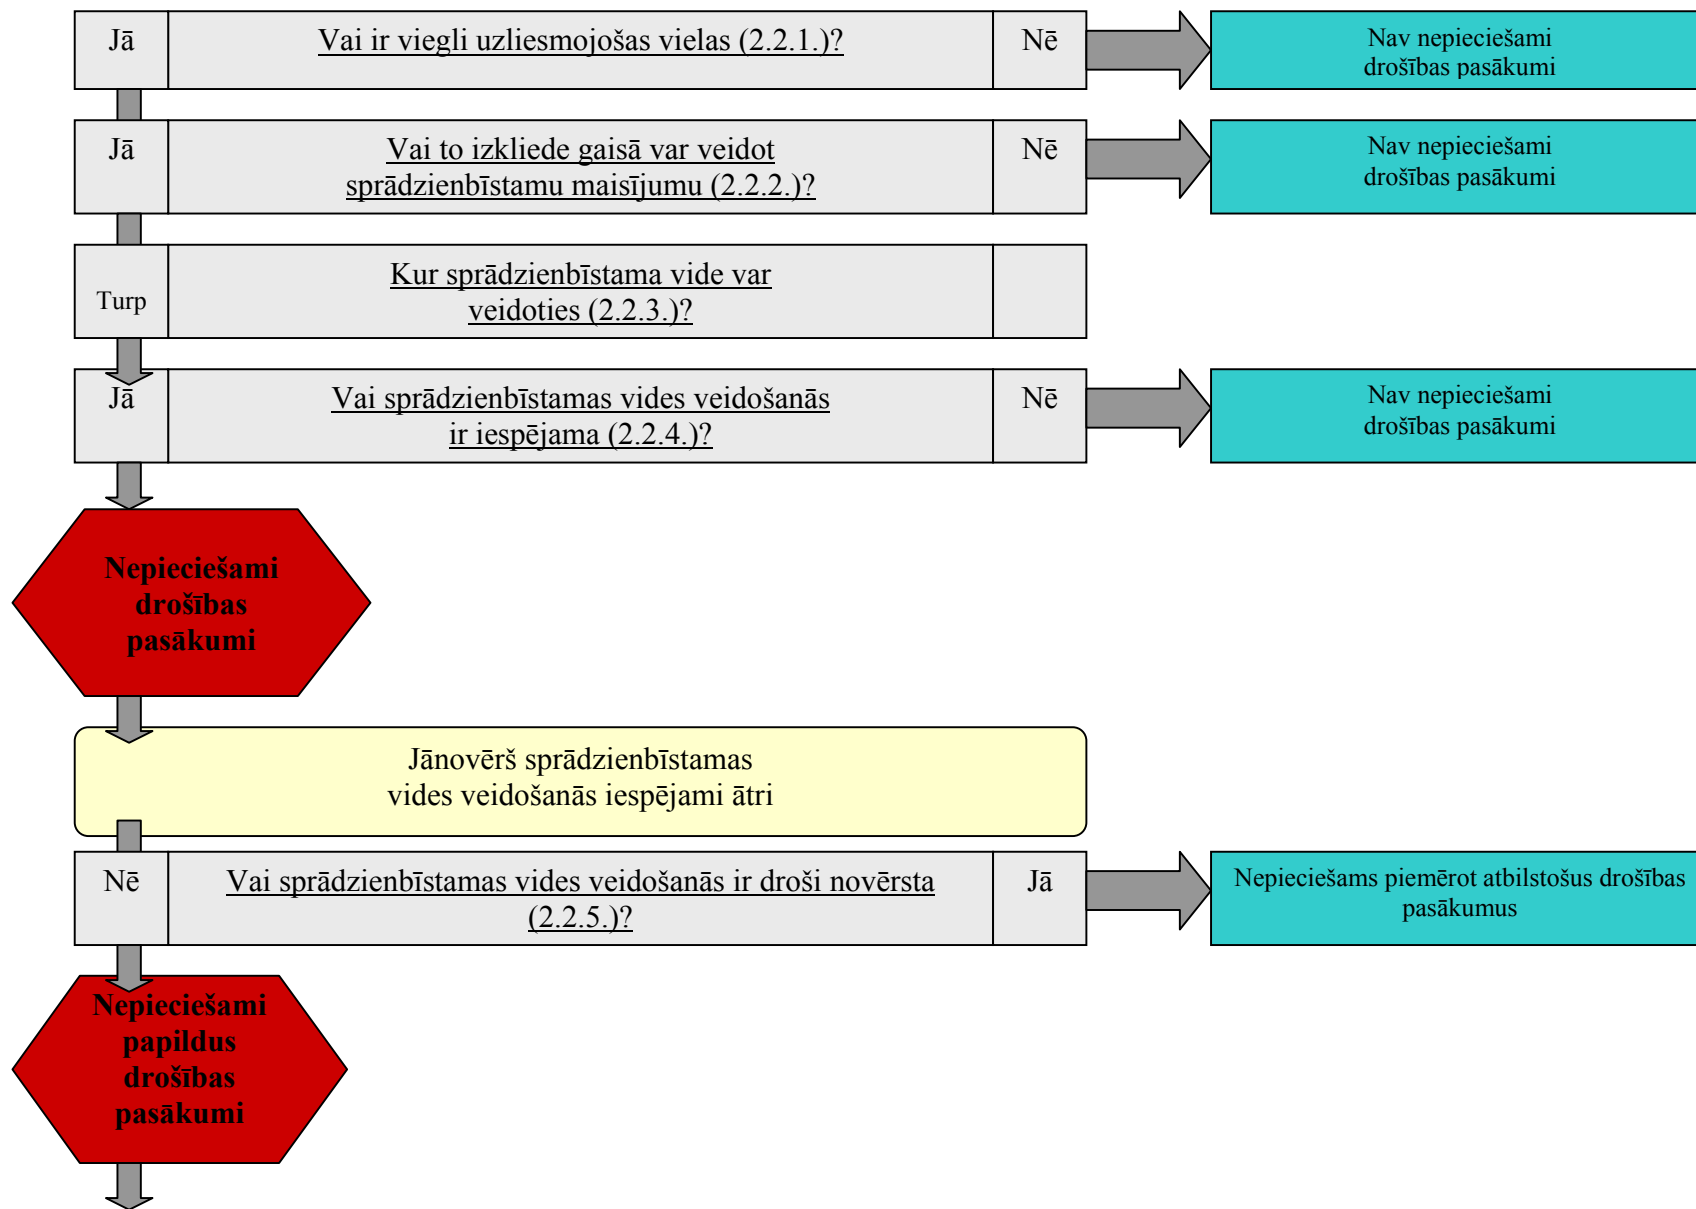 Jā
Vai ir viegli uzliesmojošas vielas (2.2.1.)?
Nē
Nav nepieciešami
drošības pasākumi
Jā
Vai to izkliede gaisā var veidot
sprādzienbīstamu maisījumu (2.2.2.)?
Nē
Nav nepieciešami
drošības pasākumi
Turp
Kur sprādzienbīstama vide var
veidoties (2.2.3.)?
Jā
Vai sprādzienbīstamas vides veidošanās
ir iespējama (2.2.4.)?
Nē
Nav nepieciešami
drošības pasākumi
Nepieciešami
drošības
pasākumi
Jānovērš sprādzienbīstamas
vides veidošanās iespējami ātri
Nē
Vai sprādzienbīstamas vides veidošanās ir droši novērsta
(2.2.5.)?
Jā
Nepieciešams piemērot atbilstošus drošības
pasākumus
Nepieciešami
papildus
drošības
pasākumi